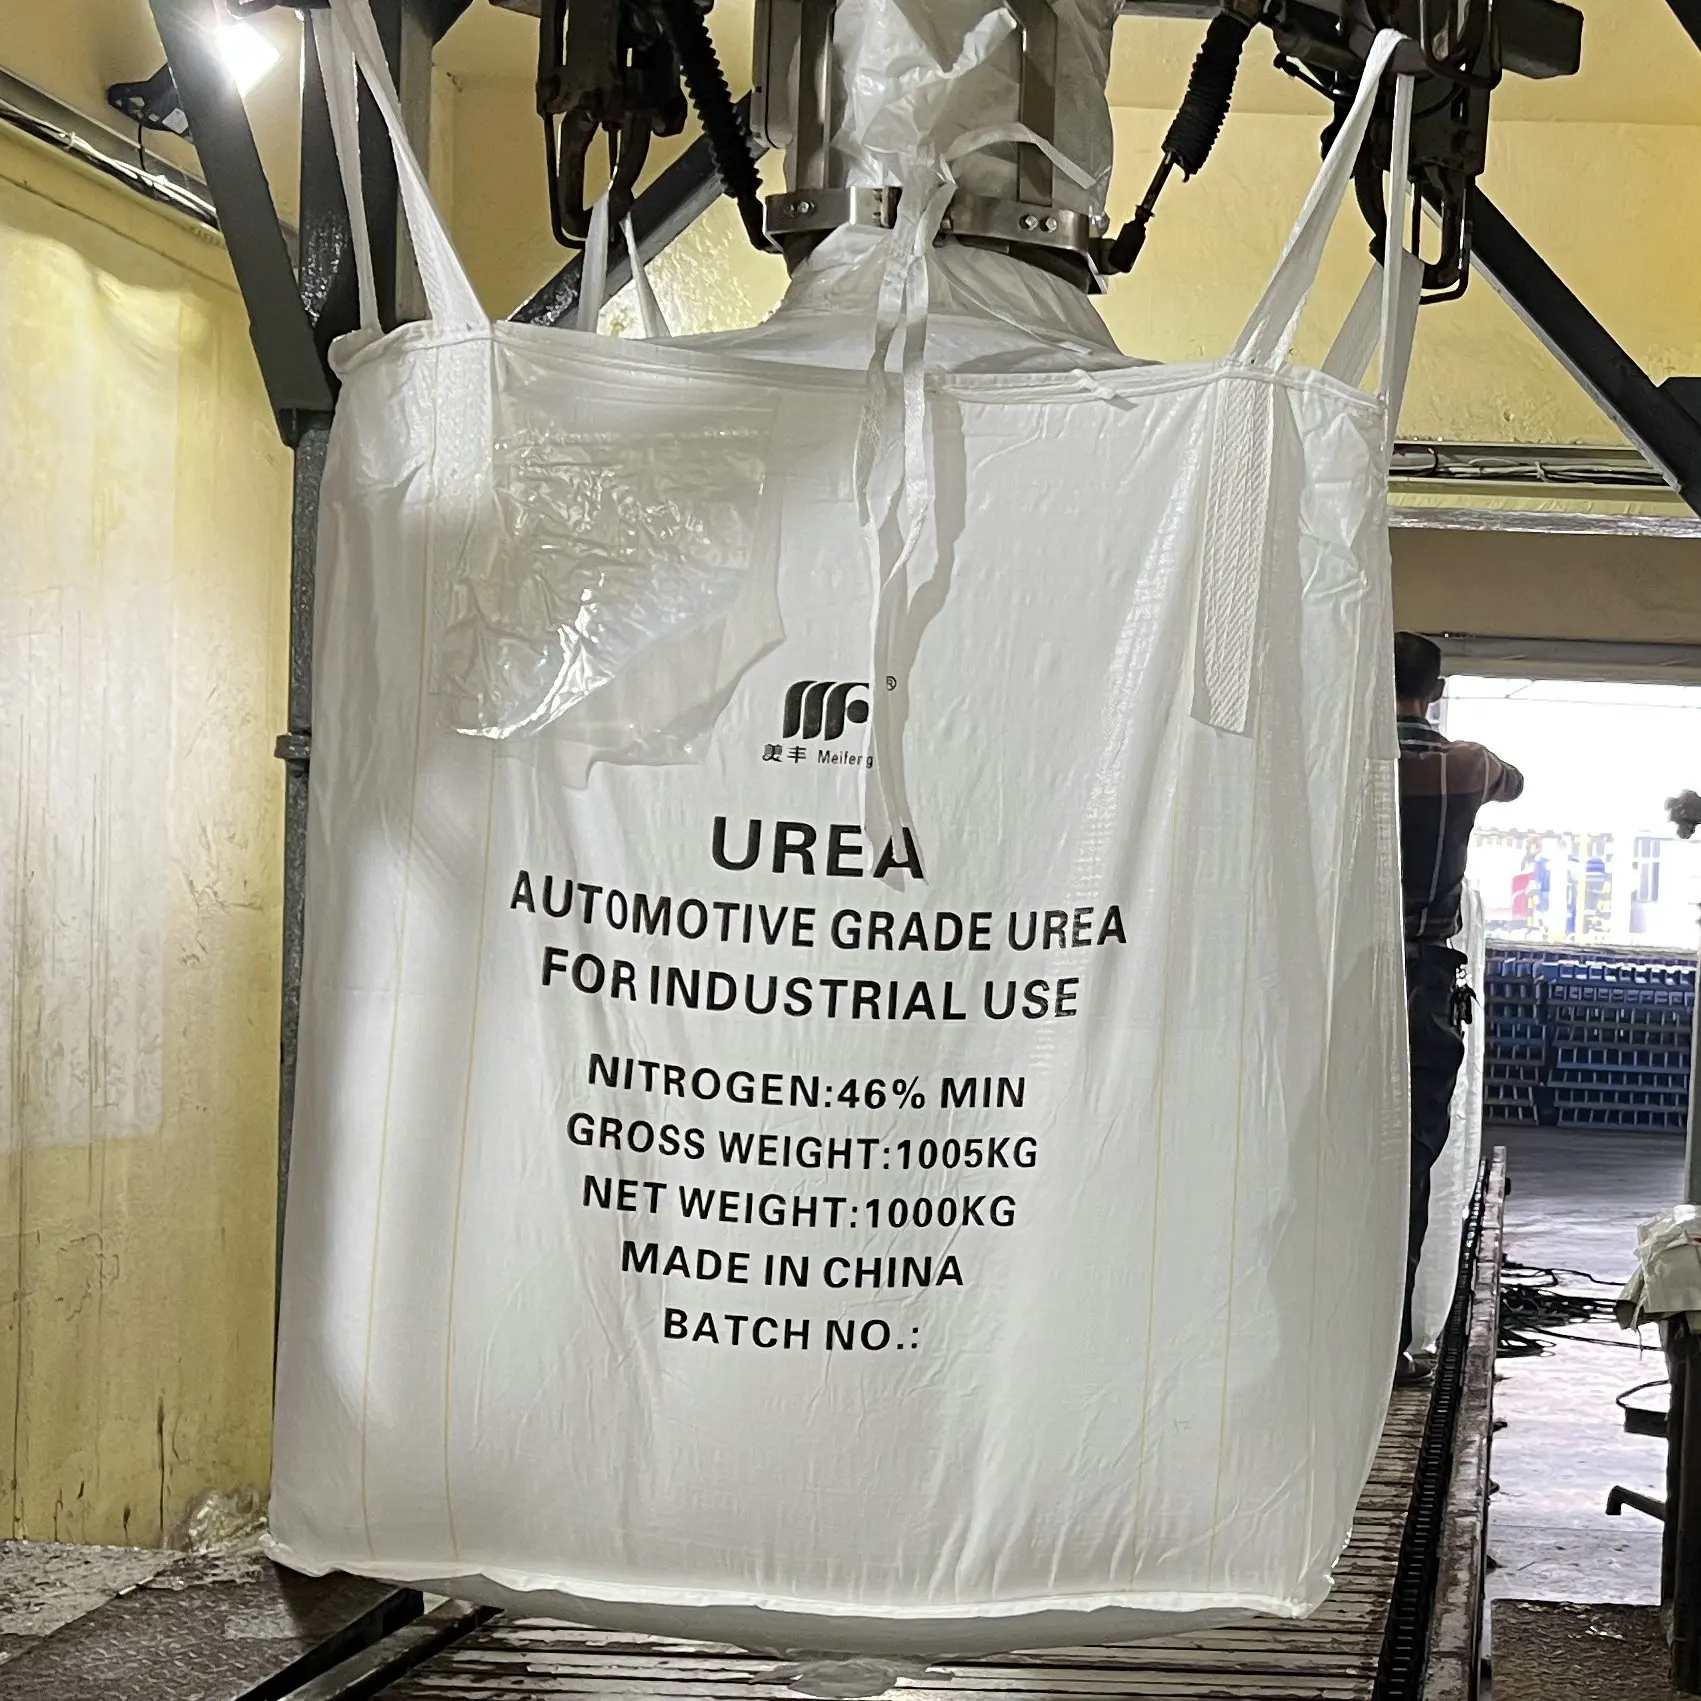 ®
美丰 Meifeng
UREA
AUTOMOTIVE GRADE UREA
FOR INDUSTRIAL USE
NITROGEN:46% MIN
GROSS WEIGHT:1005KG
NET WEIGHT:1000KG
MADE IN CHINA
BATCH NO.: